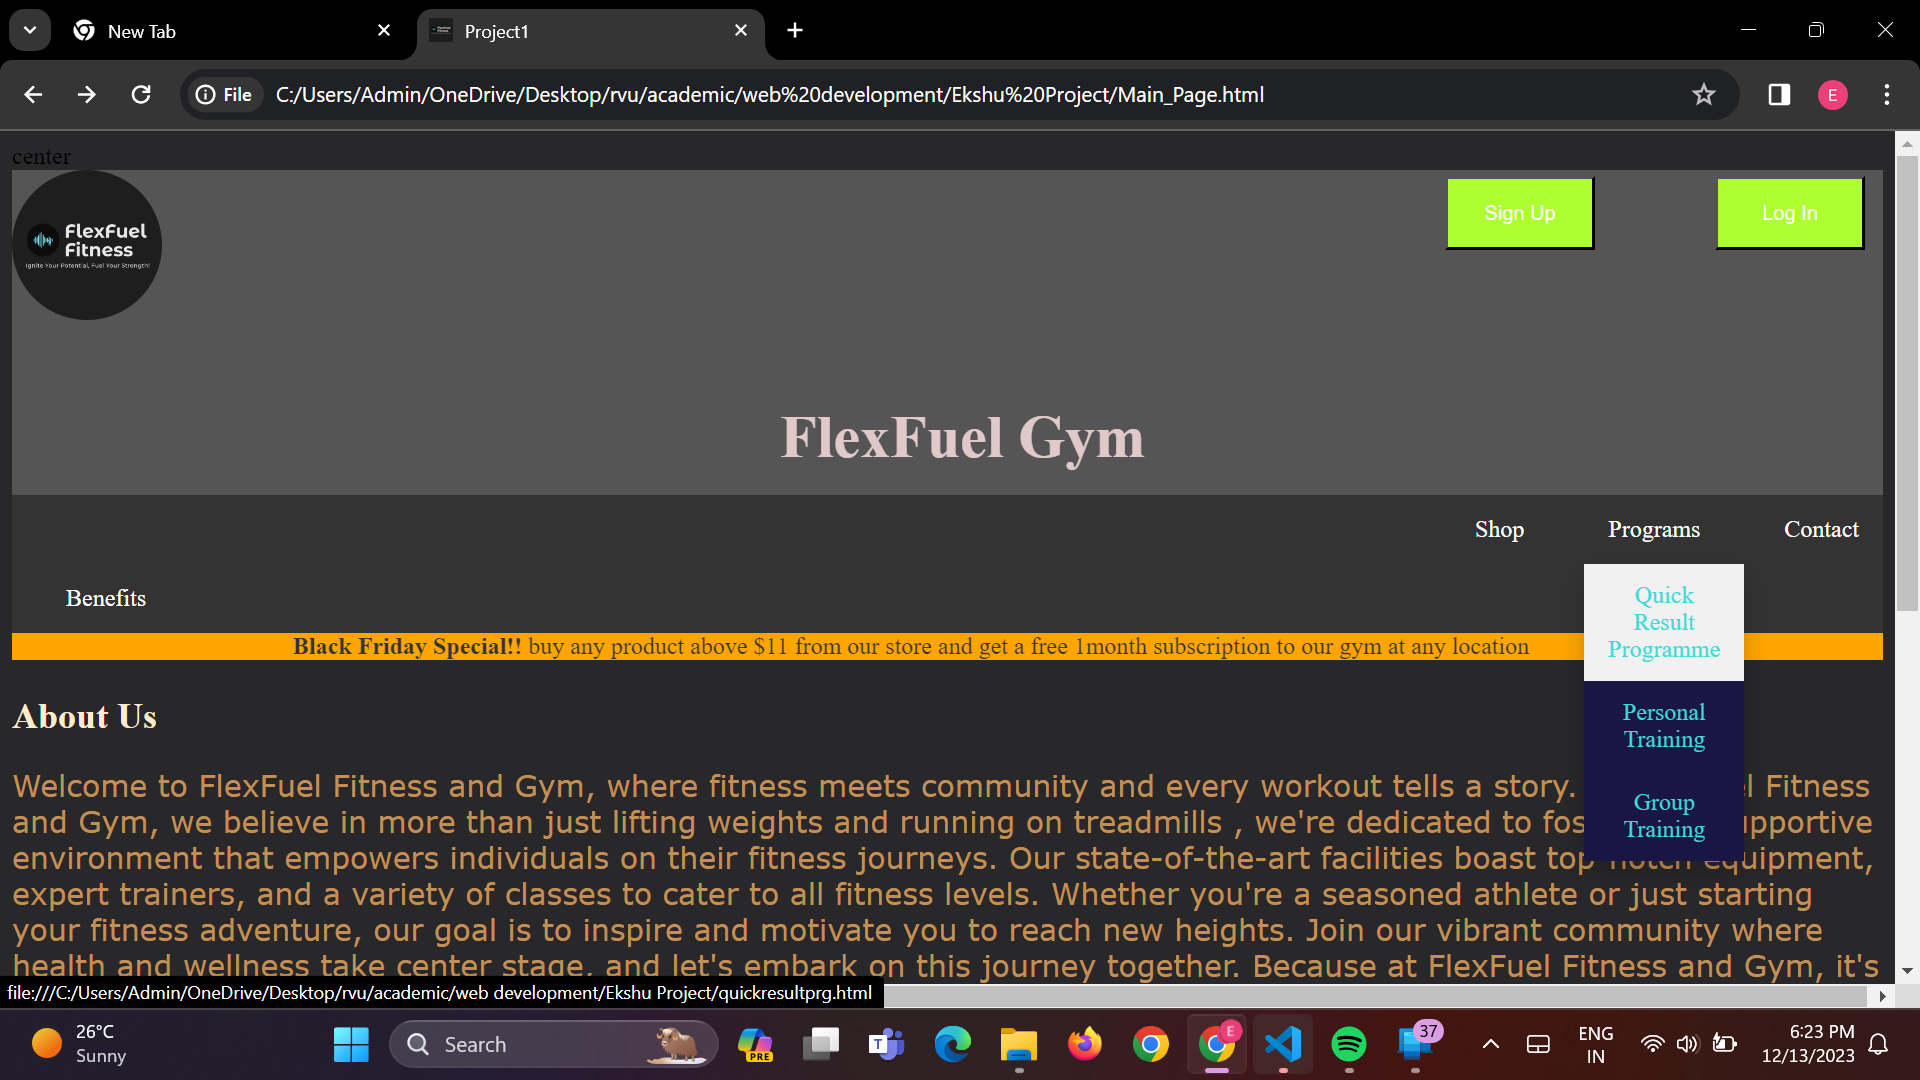 New Tab
Project1
File
C:/Users/Admin/OneDrive/Desktop/rvu/academic/web%20development/Ekshu%20Project/Main_Page.html
E
center
FlexFuel
Fitness
Ignite Your Potential, Fuel Your Strength!
Sign Up
Log In
FlexFuel Gym
Shop
Programs
Contact
Benefits
Quick
Result
Programme
Personal
Training
Group
Training
Black Friday Special!! buy any product above $11 from our store and get a free 1month subscription to our gym at any location
About Us
Welcome to FlexFuel Fitness and Gym, where fitness meets community and every workout tells a story. l Fitness
and Gym, we believe in more than just lifting weights and running on treadmills , we're dedicated to fos upportive
environment that empowers individuals on their fitness journeys. Our state-of-the-art facilities boast top-notch equipment,
expert trainers, and a variety of classes to cater to all fitness levels. Whether you're a seasoned athlete or just starting
your fitness adventure, our goal is to inspire and motivate you to reach new heights. Join our vibrant community where
health and wellness take center stage, and let's embark on this journey together. Because at FlexFuel Fitness and Gym, it's
file:///C:/Users/Admin/OneDrive/Desktop/rvu/academic/web development/Ekshu Project/quickresultprg.html
26°C
Sunny
Search
PRE
T
E
37
ENG
IN
6:23 PM
12/13/2023